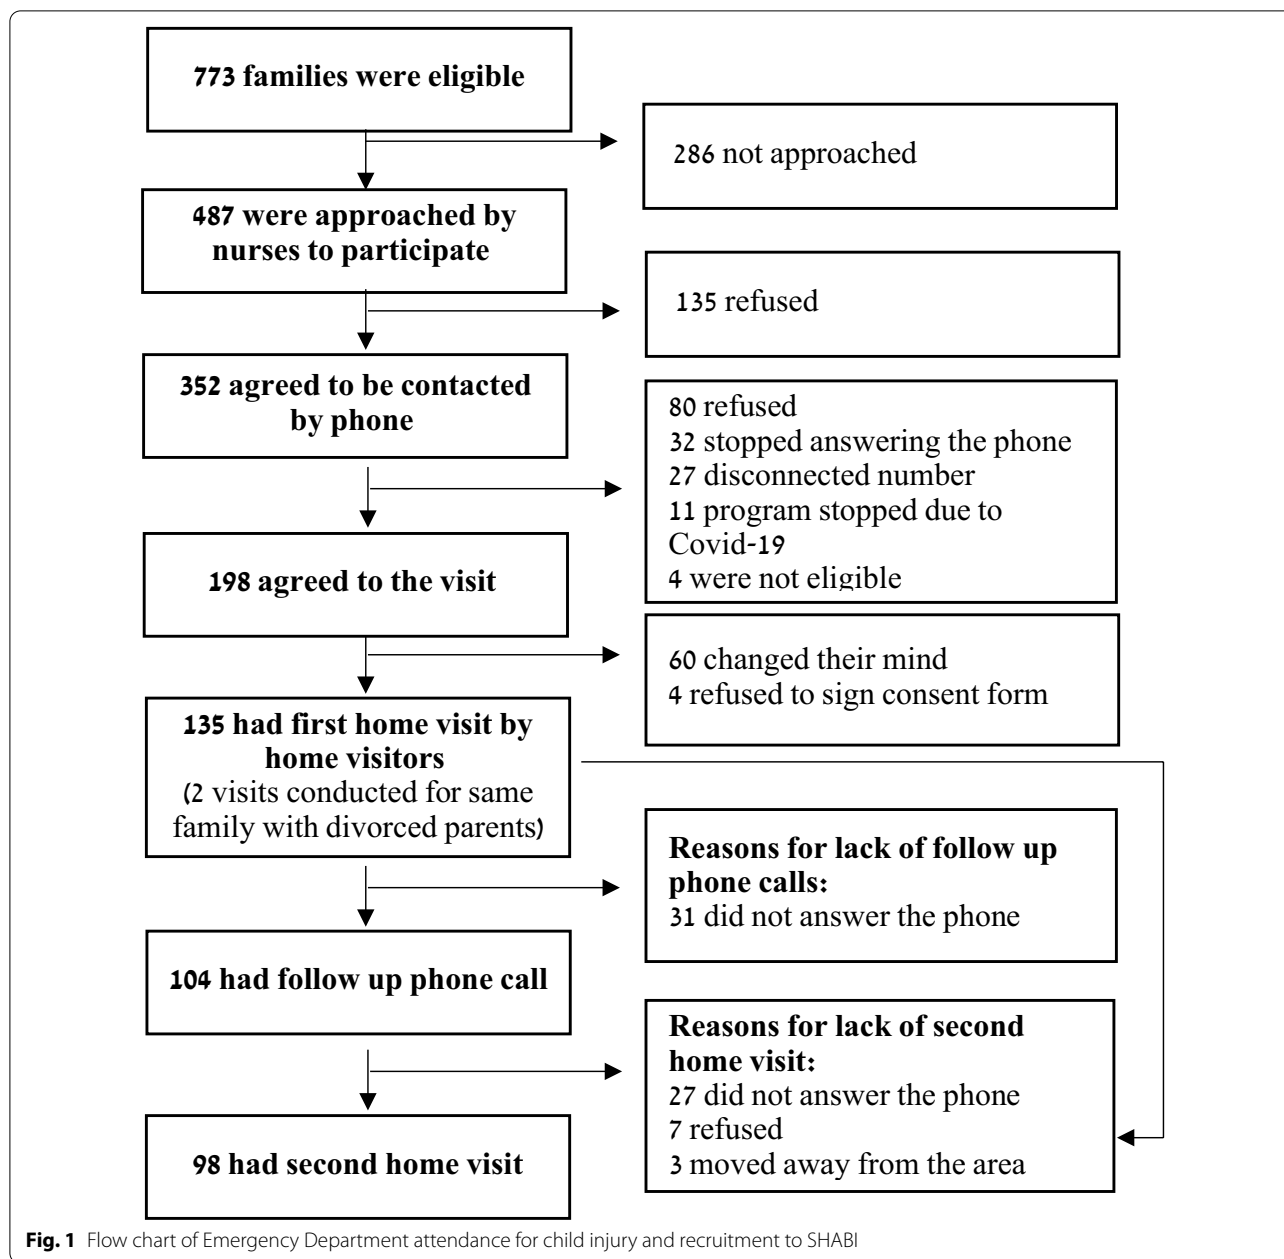 773 families were eligible
286 not approached
487 were approached by
nurses to participate
135 refused
352 agreed to be contacted
by phone
80 refused
32 stopped answering the phone
27 disconnected number
11 program stopped due to
Covid-19
4 were not eligible
198 agreed to the visit
60 changed their mind
4 refused to sign consent form
135 had first home visit by
home visitors
(2 visits conducted for same
family with divorced parents)
Reasons for lack of follow up
phone calls:
31 did not answer the phone
104 had follow up phone call
Reasons for lack of second
home visit:
27 did not answer the phone
7 refused
3 moved away from the area
98 had second home visit
Fig. 1 Flow chart of Emergency Department attendance for child injury and recruitment to SHABI